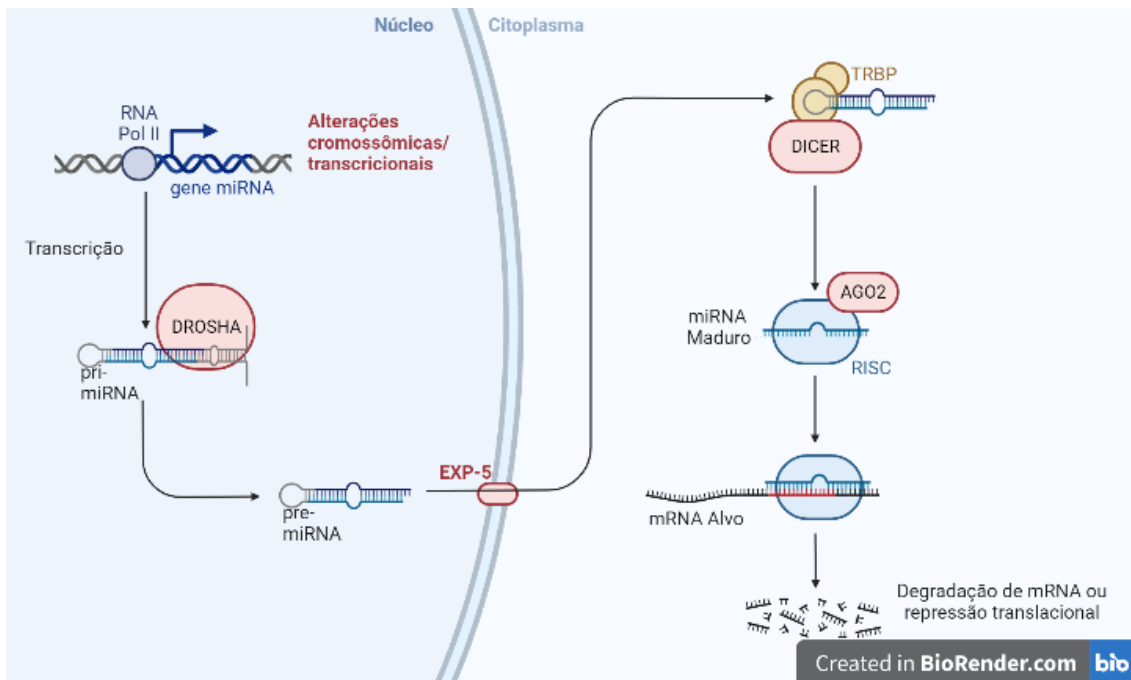 Núcleo
Citoplasma
RNA
Pol II
gene miRNA
Alterações
cromossômicas/
transcricionais
Transcrição
DROSHA
pri-
miRNA
pre-
miRNA
EXP-5
TRBP
DICER
AGO2
miRNA
Maduro
RISC
mRNA Alvo
Degradação de mRNA ou
repressão translacional
Created in BioRender.com bio